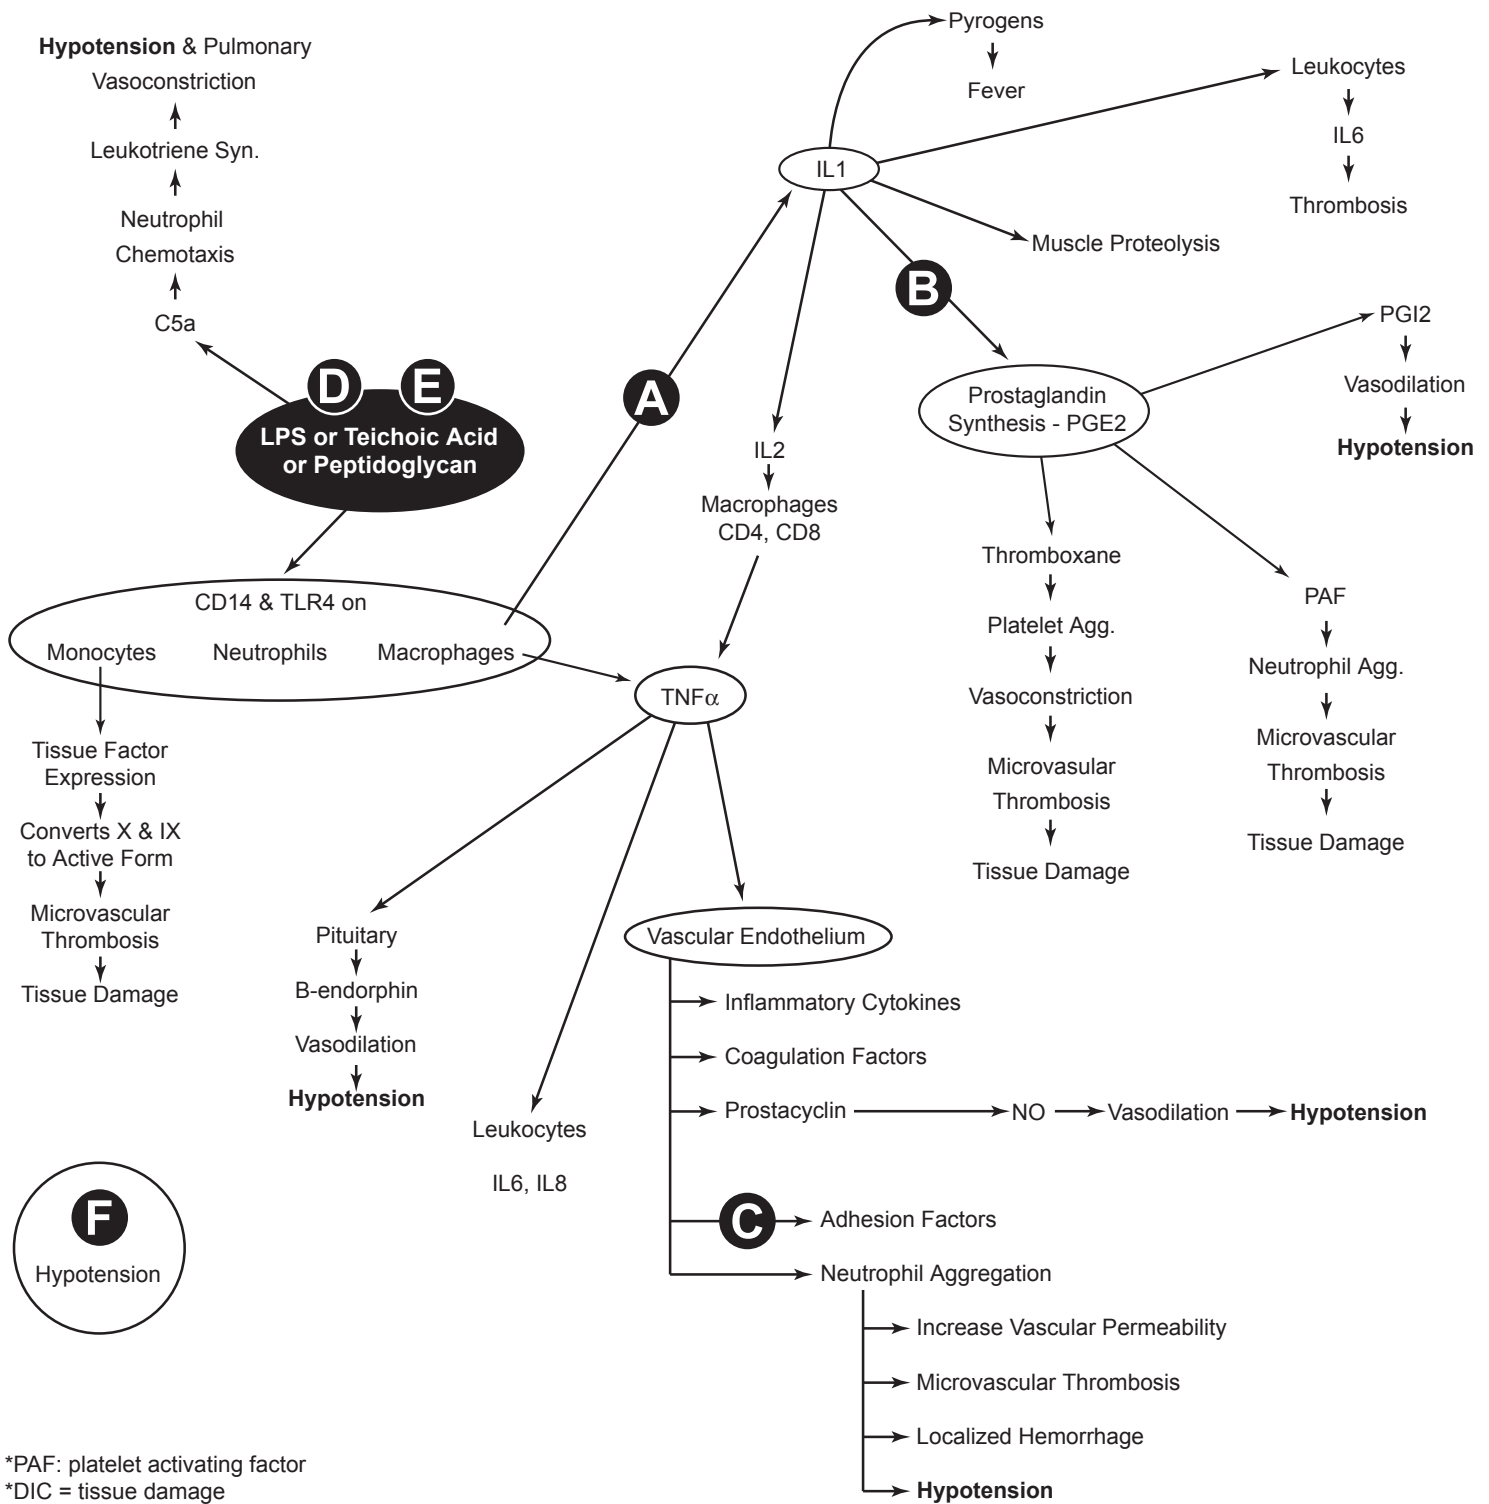 Hypotension & Pulmonary
Vasoconstriction
Leukotriene Syn.
Neutrophil
Chemotaxis
C5a
D
E
LPS or Teichoic Acid
or Peptidoglycan
A
IL1
Pyrogens
Fever
Leukocytes
IL6
Thrombosis
Muscle Proteolysis
B
Prostaglandin
Synthesis - PGE2
PGI2
Vasodilation
Hypotension
IL2
Macrophages
CD4, CD8
Thromboxane
Platelet Agg.
Vasoconstriction
Microvasular
Thrombosis
Tissue Damage
PAF
Neutrophil Agg.
Microvascular
Thrombosis
Tissue Damage
CD14 & TLR4 on
Monocytes Neutrophils Macrophages
TNFα
Tissue Factor
Expression
Converts X & IX
to Active Form
Microvascular
Thrombosis
Tissue Damage
Pituitary
B-endorphin
Vasodilation
Hypotension
Leukocytes
IL6, IL8
Vascular Endothelium
Inflammatory Cytokines
Coagulation Factors
Prostacyclin NO Vasodilation Hypotension
C
Adhesion Factors
Neutrophil Aggregation
Increase Vascular Permeability
Microvascular Thrombosis
Localized Hemorrhage
Hypotension
F
Hypotension
*PAF: platelet activating factor
*DIC = tissue damage